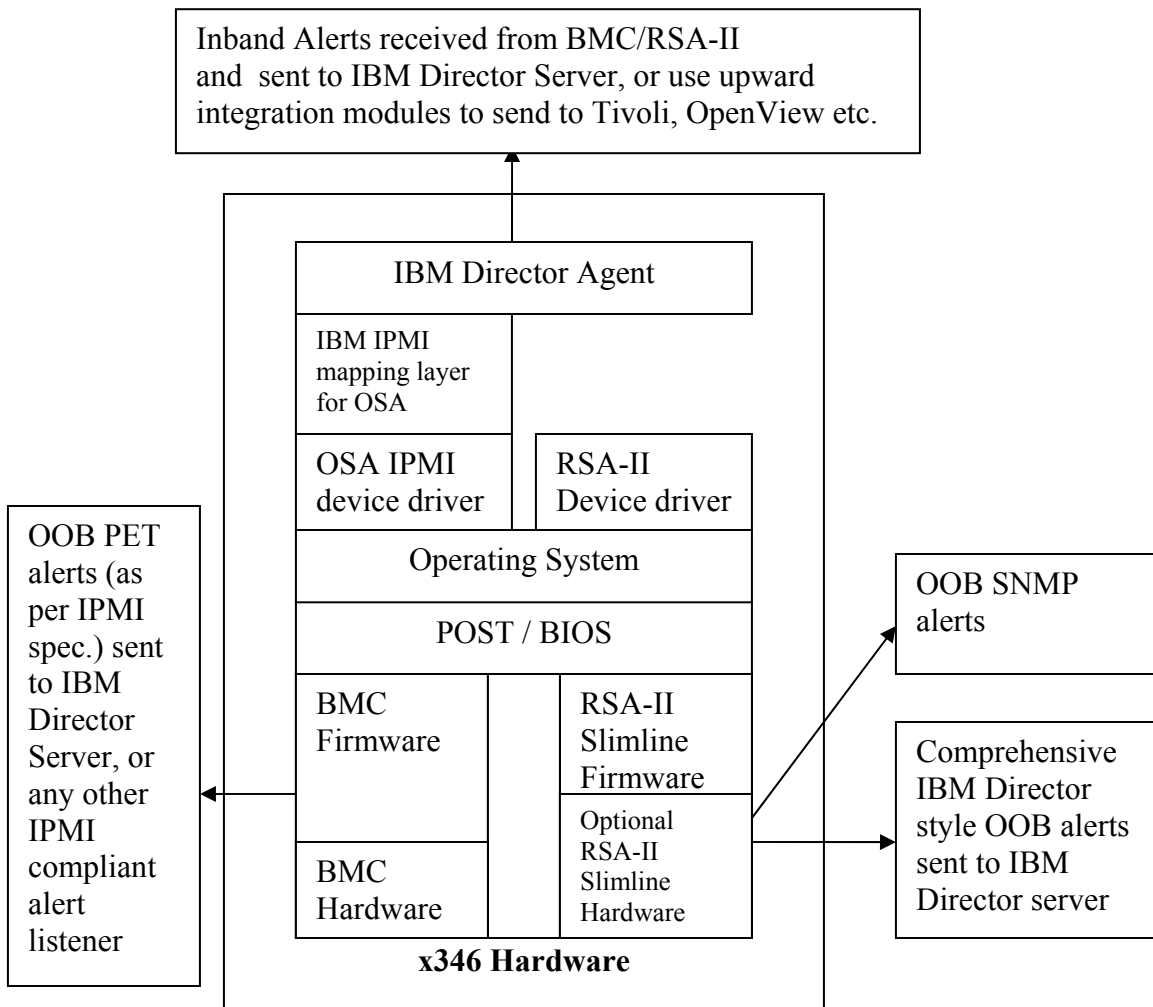 Inband Alerts received from BMC/RSA-II
and sent to IBM Director Server, or use upward
integration modules to send to Tivoli, OpenView etc.
IBM Director Agent
IBM IPMI
mapping layer
for OSA
OSA IPMI
device driver
RSA-II
Device driver
OOB PET
alerts (as
per IPMI
spec.) sent
to IBM
Director
Server, or
any other
IPMI
compliant
alert
listener
Operating System
POST / BIOS
BMC
Firmware
RSA-II
Slimline
Firmware
BMC
Hardware
Optional
RSA-II
Slimline
Hardware
OOB SNMP
alerts
Comprehensive
IBM Director
style OOB alerts
sent to IBM
Director server
x346 Hardware